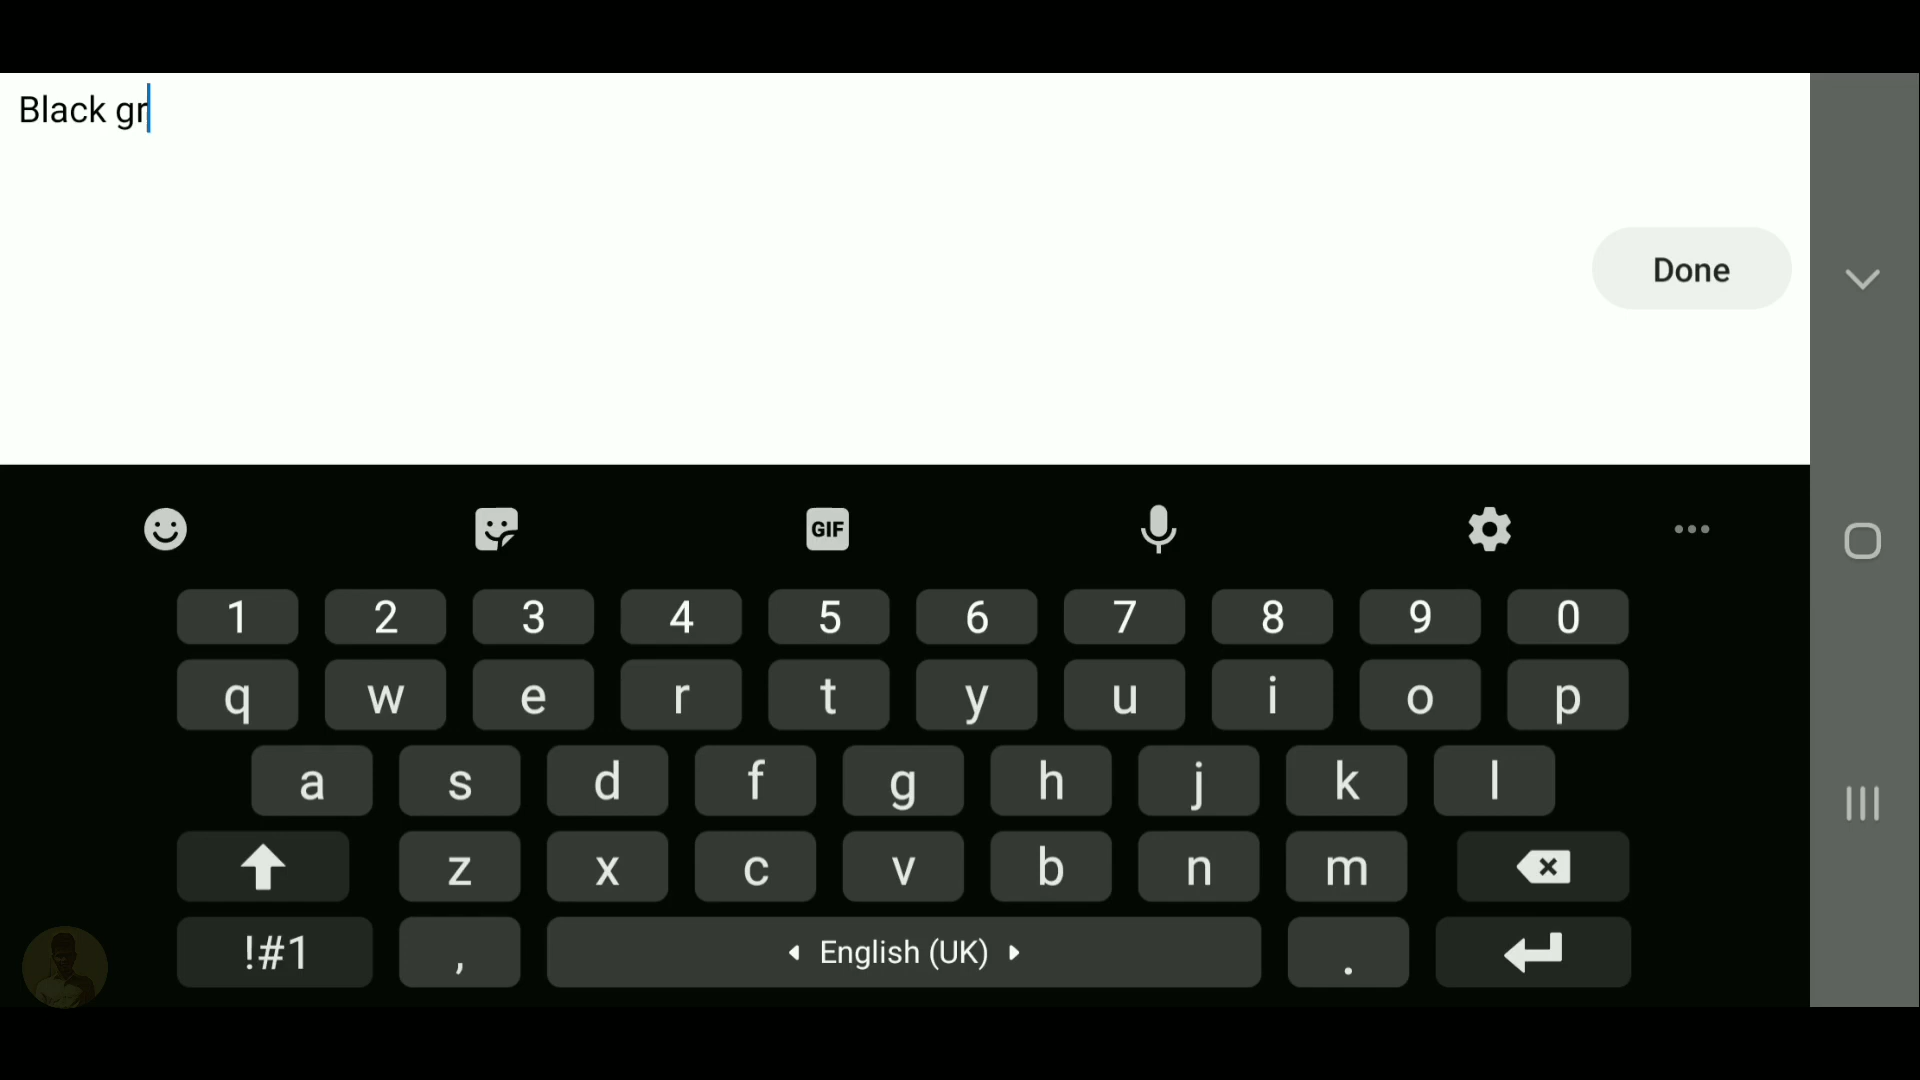 Black gr
Done
GIF
1 2 3 4 5 6 7 8 9 0
q w e r t y u i o p
a s d f g h j k l
z x c v b n m
!#1 , English (UK) .